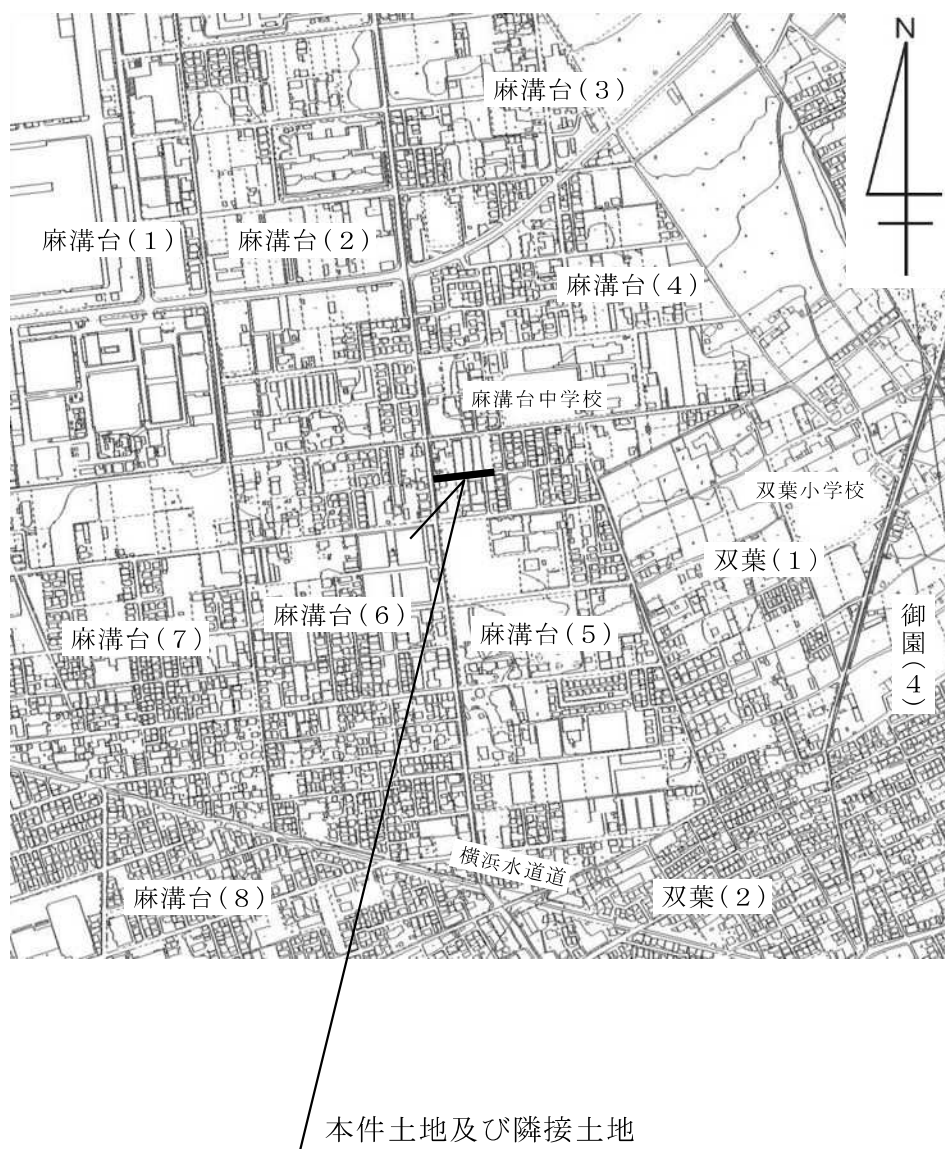 N
麻溝台(3)
麻溝台(1)
麻溝台(2)
麻溝台(4)
麻溝台中学校
双葉小学校
双葉(1)
御園(4)
麻溝台(6)
麻溝台(5)
麻溝台(7)
横浜水道道
麻溝台(8)
双葉(2)
本件土地及び隣接土地